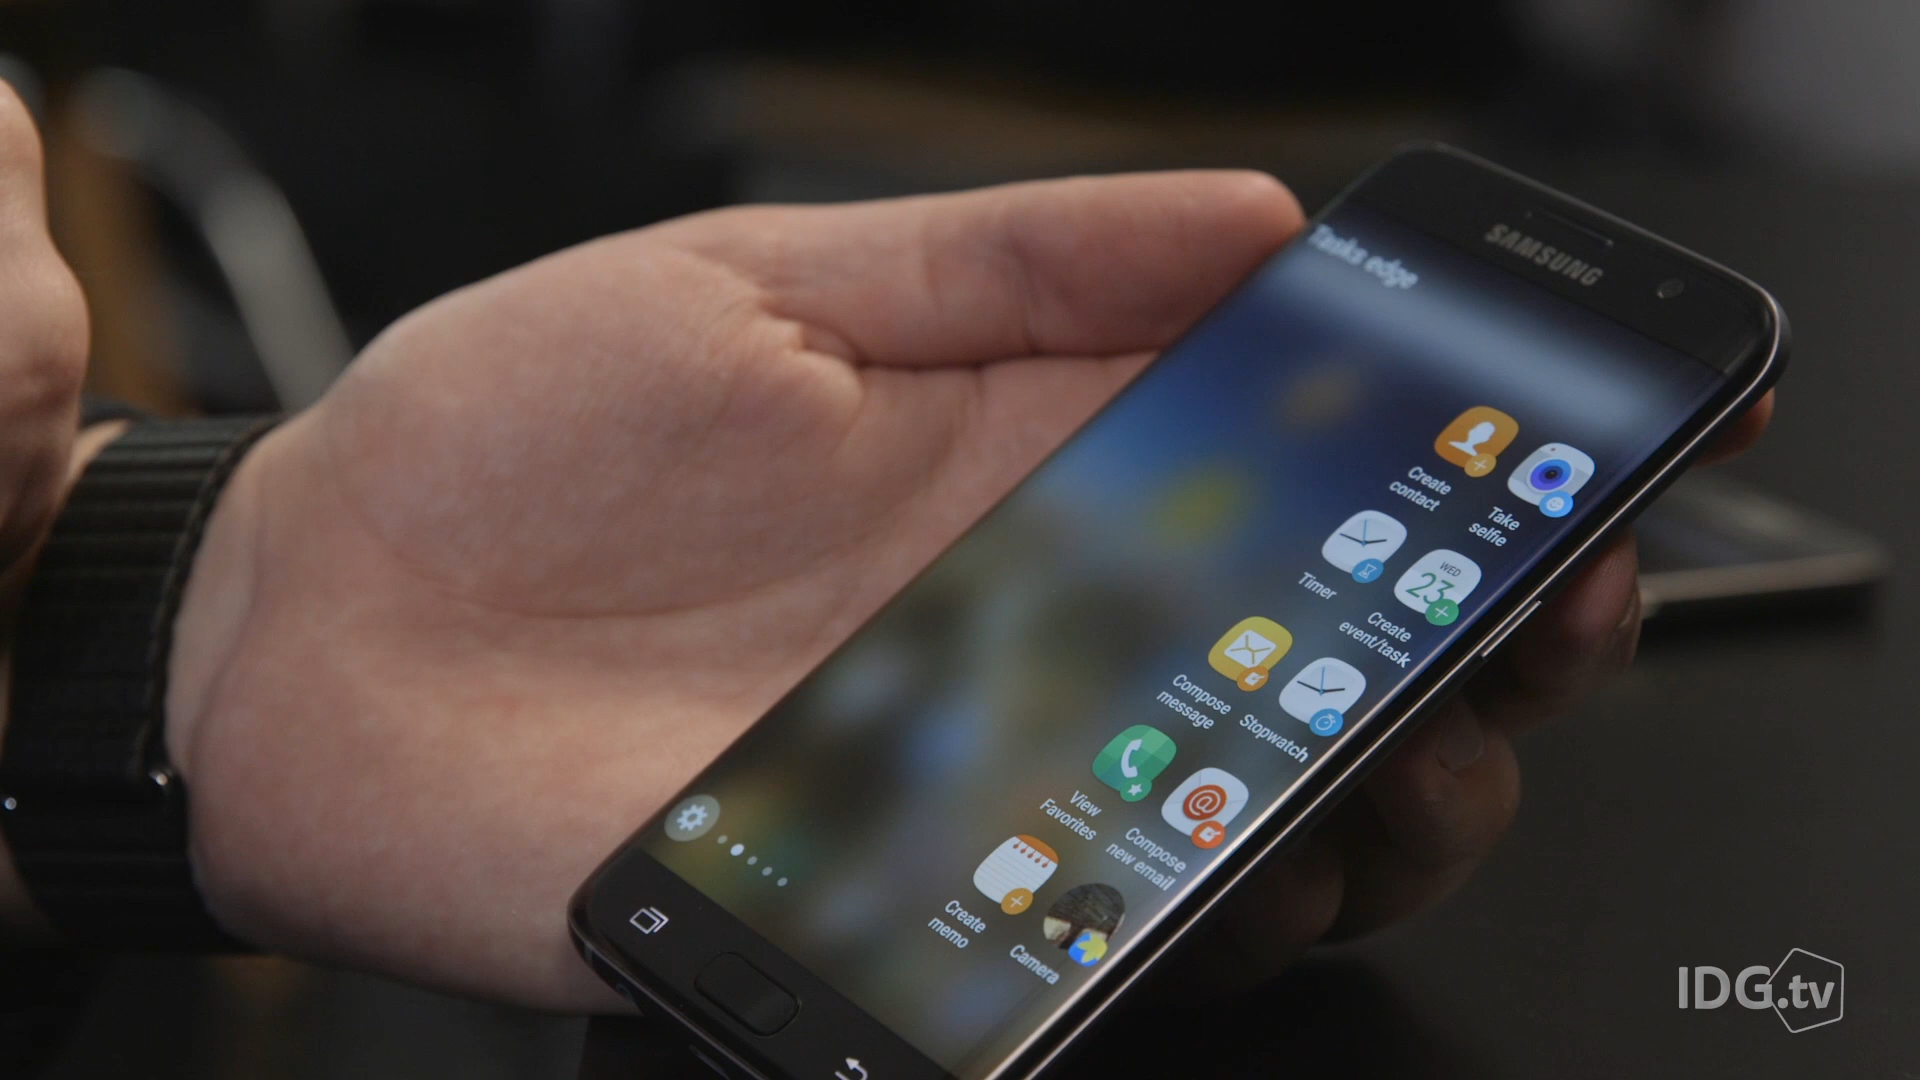 SAMSUNG
Tasks edge
Create
contact
Take
selfie
Timer
WED
23
Create
event/task
Compose
message
Stopwatch
View
Favorites
Compose
new email
Create
memo
Camera
IDG.tv